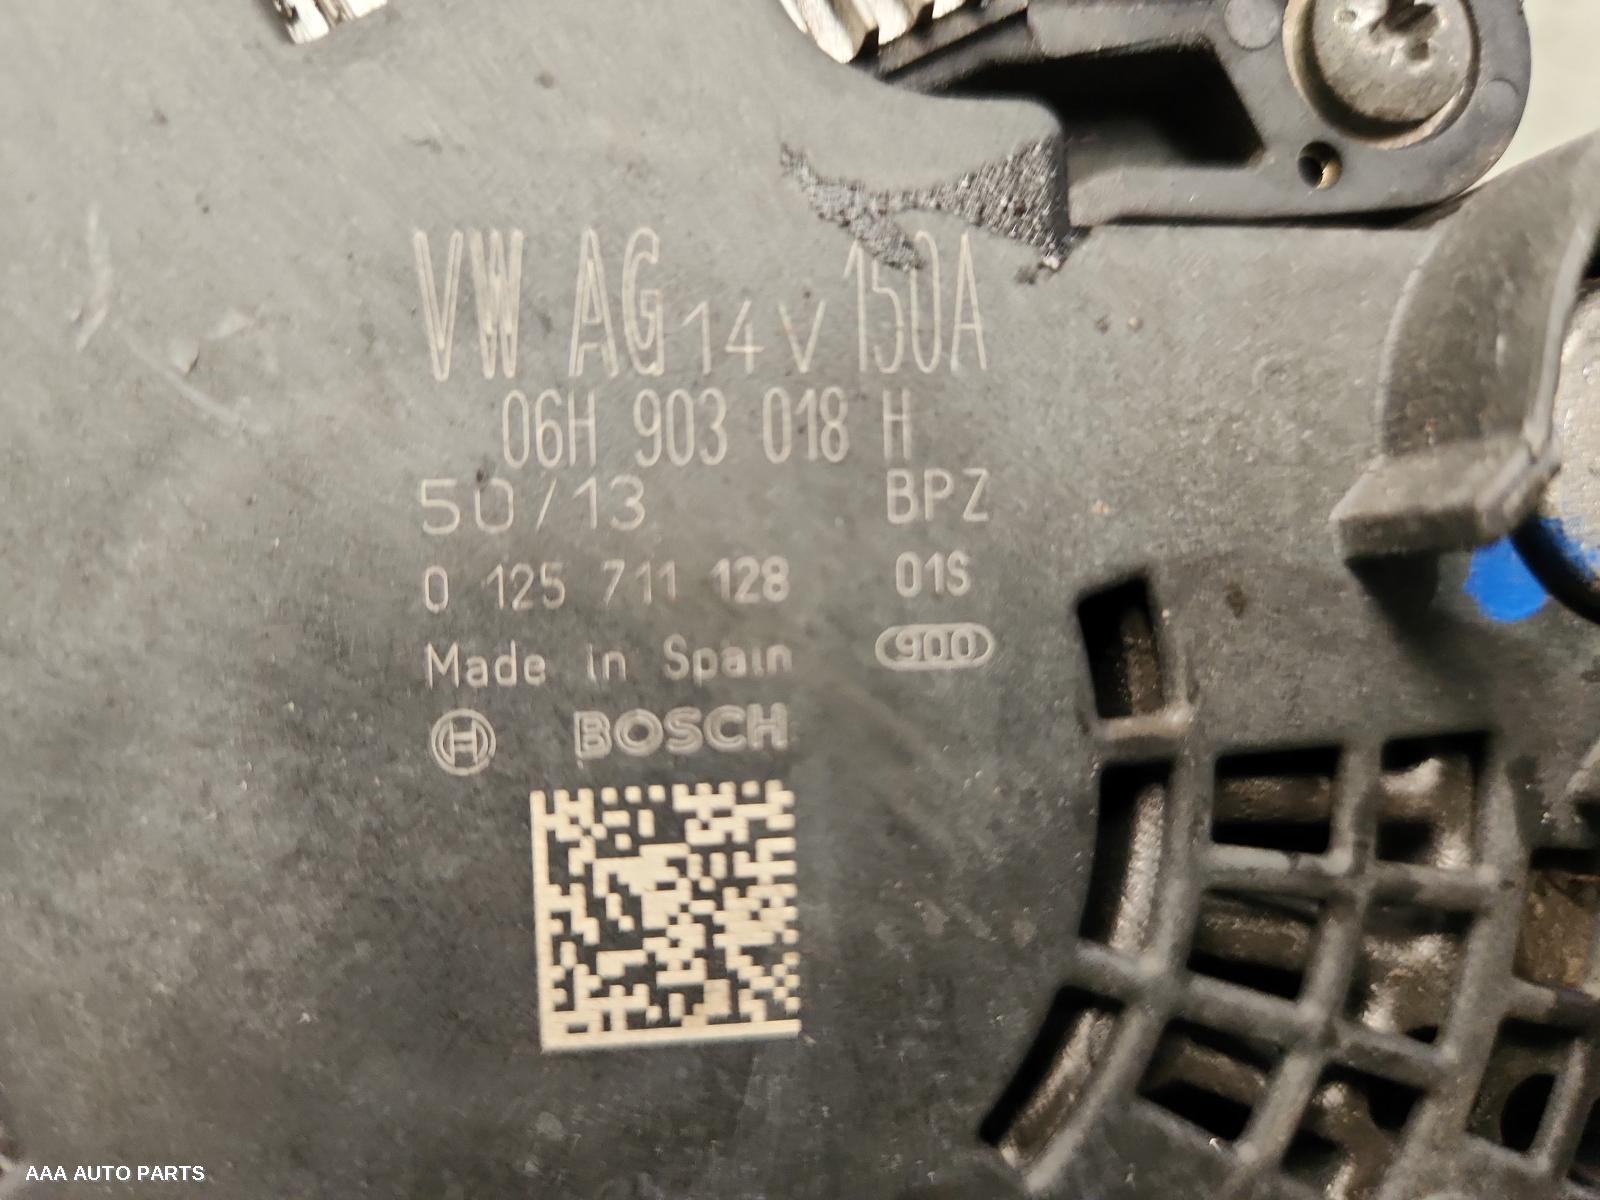 VW AG 14V 150A
06H 903 018 H
50/13 BPZ
0 125 711 128 01S
Made in Spain 900
BOSCH
AAA AUTO PARTS